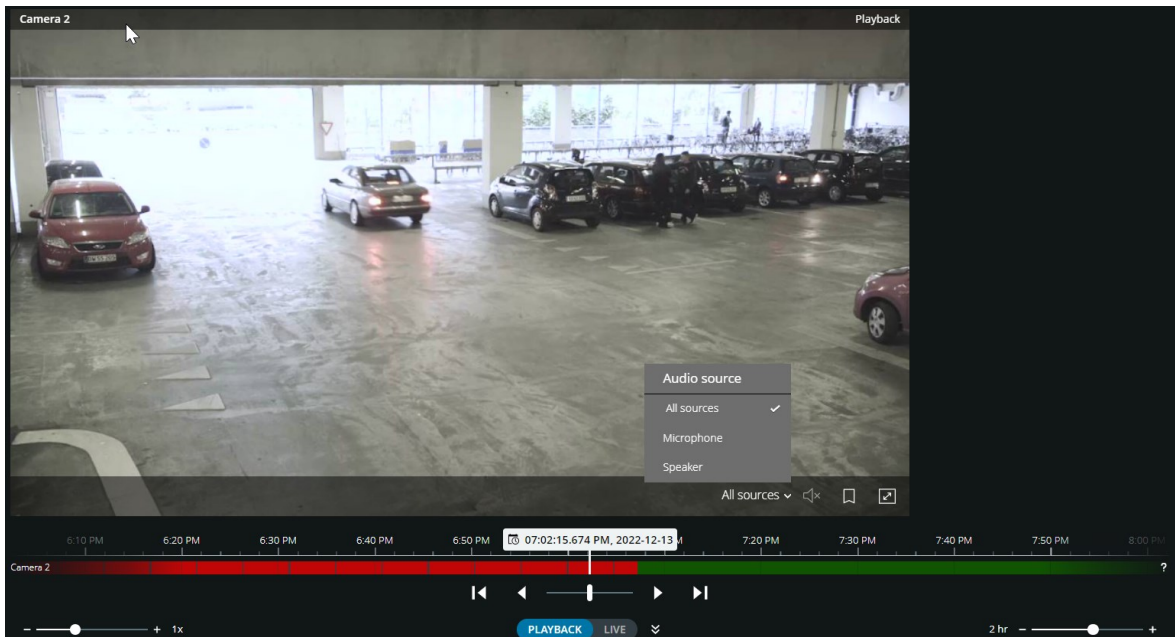 Camera 2
Playback
Audio source
All sources
Microphone
Speaker
All sources
6:10 PM 6:20 PM 6:30 PM 6:40 PM 6:50 PM 07:02:15.674 PM, 2022-12-13 M 7:20 PM 7:30 PM 7:40 PM 7:50 PM 8:00 PM
Camera 2 ?
- + 1x PLAYBACK LIVE 2 hr - +